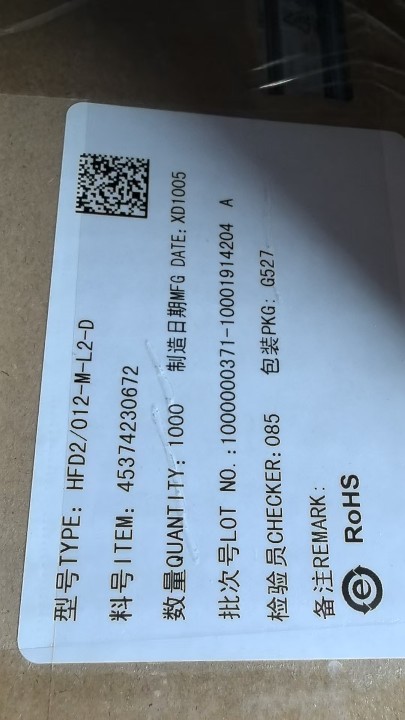 型号TYPE: HFD2/012-M-L2-D
料号ITEM: 45374230672
数量QUANTITY: 1000 制造日期MFG DATE: XD1005
批次号LOT NO.:1000000371-10001914204 A
检验员CHECKER:085 包装PKG: G527
备注REMARK:
e RoHS